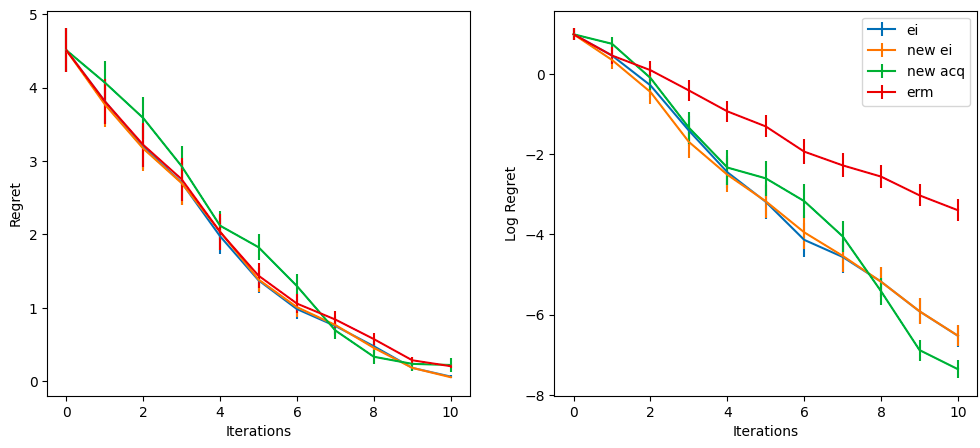 5
4
3
2
1
0
Regret
0 2 4 6 8 10
Iterations
0
−2
−4
−6
−8
Log Regret
0 2 4 6 8 10
Iterations
ei
new ei
new acq
erm